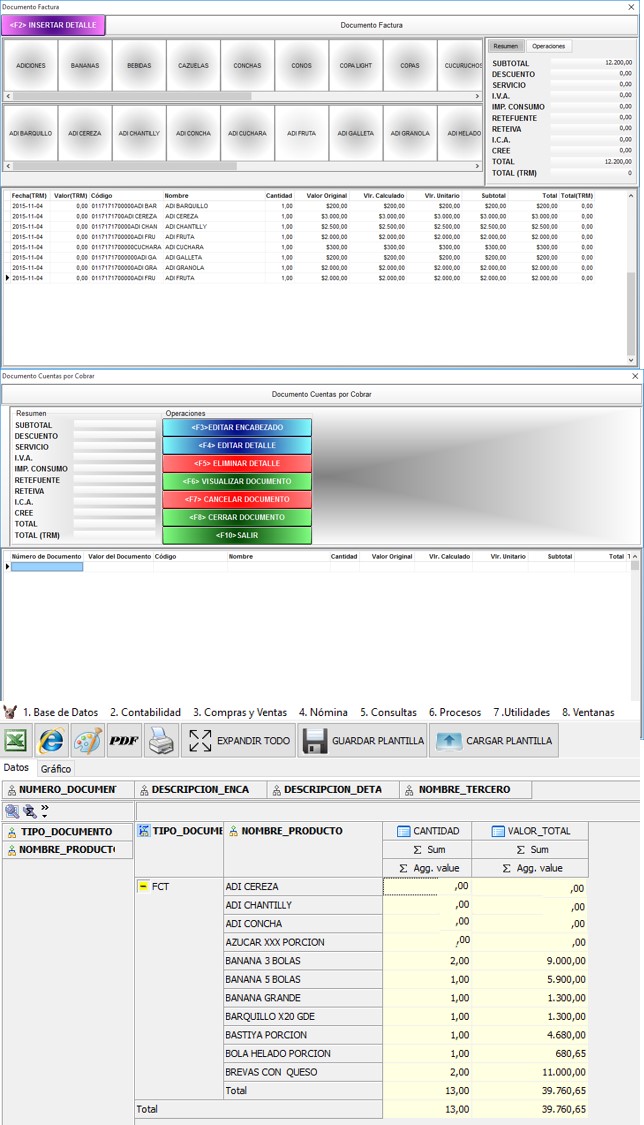 Documento Factura
<F2> INSERTAR DETALLE Documento Factura
Resumen Operaciones
ADICIONES BANANAS BEBIDAS CAZUELAS CONCHAS CONOS COPA LIGHT COPAS CUCURUCHOS
SUBTOTAL 12.200,00
DESCUENTO 0,00
SERVICIO 0,00
I.V.A. 0,00
IMP. CONSUMO 0,00
RETEFUENTE 0,00
RETEIVA 0,00
I.C.A. 0,00
CREE 0,00
TOTAL 12.200,00
TOTAL (TRM) 0
ADI BARQUILLO ADI CEREZA ADI CHANTILLY ADI CONCHA ADI CUCHARA ADI FRUTA ADI GALLETA ADI GRANOLA ADI HELADO
Fecha(TRM) Valor(TRM) Código Nombre Cantidad Valor Original Vlr. Calculado Vlr. Unitario Subtotal Total Total(TRM)
2015-11-04 0,00 0117171700000ADI BAR ADI BARQUILLO 1,00 $200,00 $200,00 $200,00 $200,00 $200,00 0,00
2015-11-04 0,00 0117171700ADI CEREZA ADI CEREZA 1,00 $3.000,00 $3.000,00 $3.000,00 $3.000,00 $3.000,00 0,00
2015-11-04 0,00 011717170000ADI CHAN ADI CHANTILLY 1,00 $2.500,00 $2.500,00 $2.500,00 $2.500,00 $2.500,00 0,00
2015-11-04 0,00 0117171700000ADI FRU ADI FRUTA 1,00 $2.000,00 $2.000,00 $2.000,00 $2.000,00 $2.000,00 0,00
2015-11-04 0,00 0117171700000CUCHARA ADI CUCHARA 1,00 $300,00 $300,00 $300,00 $300,00 $300,00 0,00
2015-11-04 0,00 01171717000000ADI GA ADI GALLETA 1,00 $200,00 $200,00 $200,00 $200,00 $200,00 0,00
2015-11-04 0,00 0117171700000ADI GRA ADI GRANOLA 1,00 $2.000,00 $2.000,00 $2.000,00 $2.000,00 $2.000,00 0,00
2015-11-04 0,00 0117171700000ADI FRU ADI FRUTA 1,00 $2.000,00 $2.000,00 $2.000,00 $2.000,00 $2.000,00 0,00
Documento Cuentas por Cobrar
Documento Cuentas por Cobrar
Resumen Operaciones
SUBTOTAL
DESCUENTO
SERVICIO
I.V.A.
IMP. CONSUMO
RETEFUENTE
RETEIVA
I.C.A.
CREE
TOTAL
TOTAL (TRM)
<F3>EDITAR ENCABEZADO
<F4> EDITAR DETALLE
<F5> ELIMINAR DETALLE
<F6> VISUALIZAR DOCUMENTO
<F7> CANCELAR DOCUMENTO
<F8> CERRAR DOCUMENTO
<F10>SALIR
Número de Documento Valor del Documento Código Nombre Cantidad Valor Original Vlr. Calculado Vlr. Unitario Subtotal Total T
1. Base de Datos 2. Contabilidad 3. Compras y Ventas 4. Nómina 5. Consultas 6. Procesos 7 .Utilidades 8. Ventanas
PDF EXPANDIR TODO GUARDAR PLANTILLA CARGAR PLANTILLA
Datos Gráfico
NUMERO_DOCUMENT DESCRIPCION_ENCA DESCRIPCION_DETA NOMBRE_TERCERO
TIPO_DOCUMENTO
NOMBRE_PRODUCT(
TIPO_DOCUME NOMBRE_PRODUCTO CANTIDAD VALOR_TOTAL
Σ Sum Σ Sum
Σ Agg. value Σ Agg. value
FCT ADI CEREZA ,00 ,00
ADI CHANTILLY ,00 ,00
ADI CONCHA ,00 ,00
AZUCAR XXX PORCION ,00 ,00
BANANA 3 BOLAS 2,00 9.000,00
BANANA 5 BOLAS 1,00 5.900,00
BANANA GRANDE 1,00 1.300,00
BARQUILLO X20 GDE 1,00 1.300,00
BASTIYA PORCION 1,00 4.680,00
BOLA HELADO PORCION 1,00 680,65
BREVAS CON QUESO 2,00 11.000,00
Total 13,00 39.760,65
Total 13,00 39.760,65